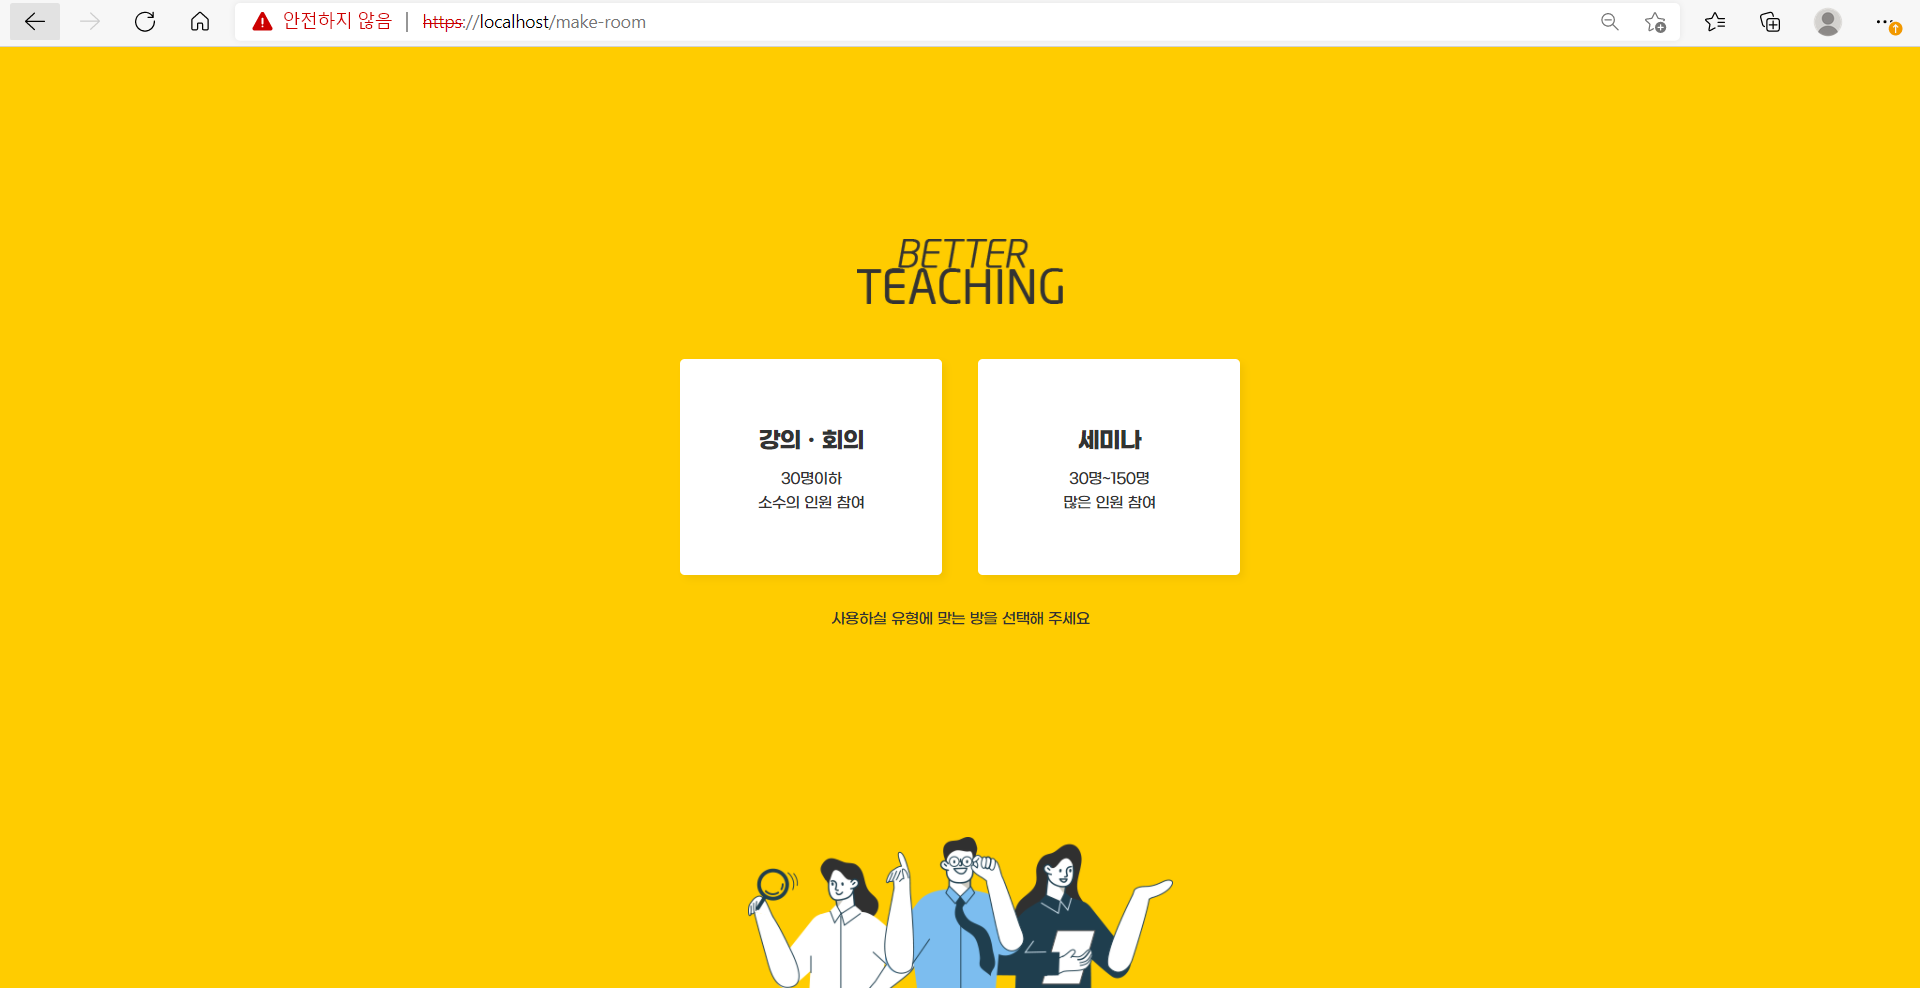 안전하지 않음 | https://localhost/make-room
BETTER
TEACHING
강의 · 회의
30명이하
소수의 인원 참여
세미나
30명~150명
많은 인원 참여
사용하실 유형에 맞는 방을 선택해 주세요